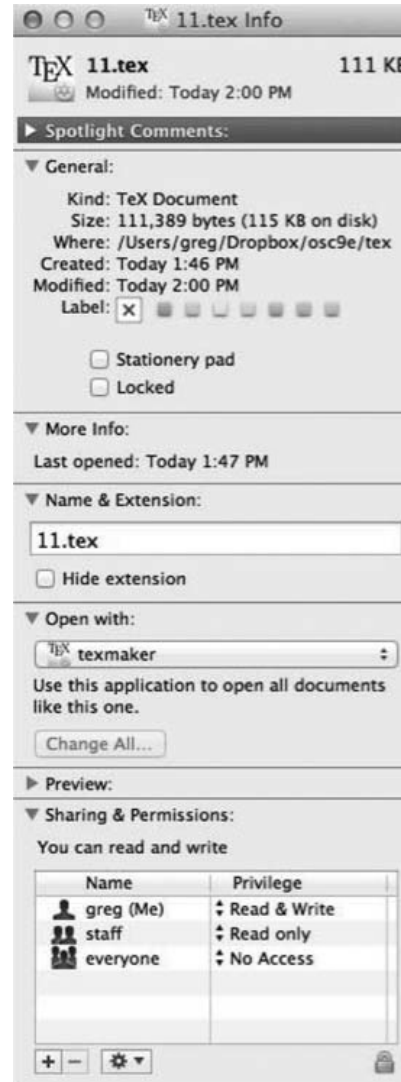 TEX 11.tex Info
TEX 11.tex 111 KB
Modified: Today 2:00 PM
Spotlight Comments:
General:
Kind: TeX Document
Size: 111,389 bytes (115 KB on disk)
Where: /Users/greg/Dropbox/osc9e/tex
Created: Today 1:46 PM
Modified: Today 2:00 PM
Label:
Stationery pad
Locked
More Info:
Last opened: Today 1:47 PM
Name & Extension:
11.tex
Hide extension
Open with:
TEX texmaker
Use this application to open all documents
like this one.
Change All...
Preview:
Sharing & Permissions:
You can read and write
Name Privilege
greg (Me) Read & Write
staff Read only
everyone No Access